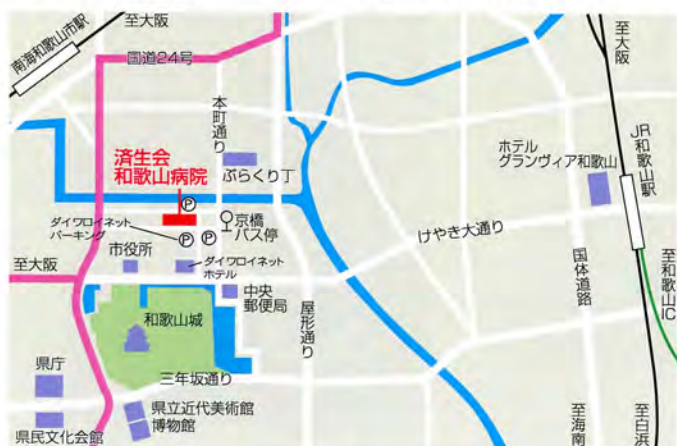 至大阪
南海和歌山市駅
国道24号
本町通り
済生会
和歌山病院
ぶらくり丁
P
京橋
バス停
ダイワロイネット
パーキング
P
P
市役所
ダイワロイネット
ホテル
至大阪
中央
郵便局
和歌山城
屋形通り
けやき大通り
三年坂通り
県庁
県立近代美術館
博物館
県民文化会館
至大阪
JR和歌山駅
ホテル
グランヴィア和歌山
国体道路
至和歌山IC
至海南
至白浜